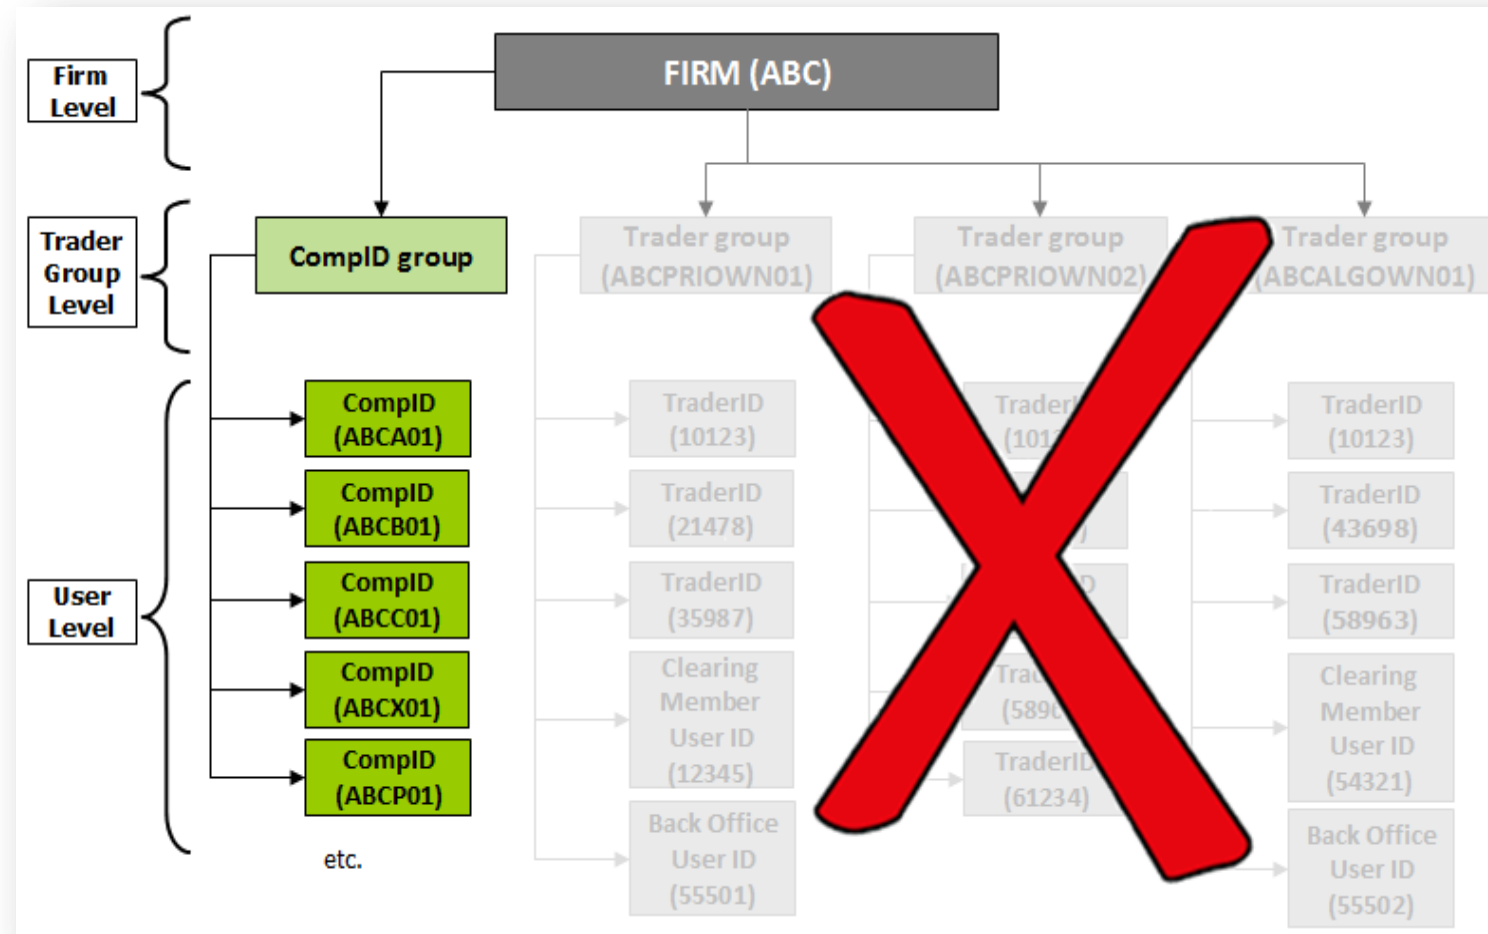 Firm
Level
FIRM (ABC)
Trader
Group
Level
CompID group
Trader group
(ABCPRIOWN01)
Trader group
(ABCPRIOWN02)
Trader group
(ABCALGOWN01)
User
Level
CompID
(ABCA01)
CompID
(ABCB01)
CompID
(ABCC01)
CompID
(ABCX01)
CompID
(ABCP01)
etc.
TraderID
(10123)
TraderID
(21478)
TraderID
(35987)
Clearing
Member
User ID
(12345)
Back Office
User ID
(55501)
TraderID
(61234)
TraderID
(10123)
TraderID
(43698)
TraderID
(58963)
Clearing
Member
User ID
(54321)
Back Office
User ID
(55502)